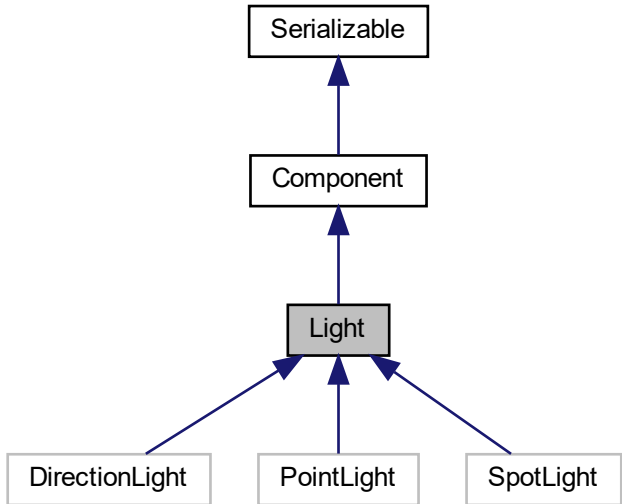 Serializable
Component
Light
DirectionLight
PointLight
SpotLight